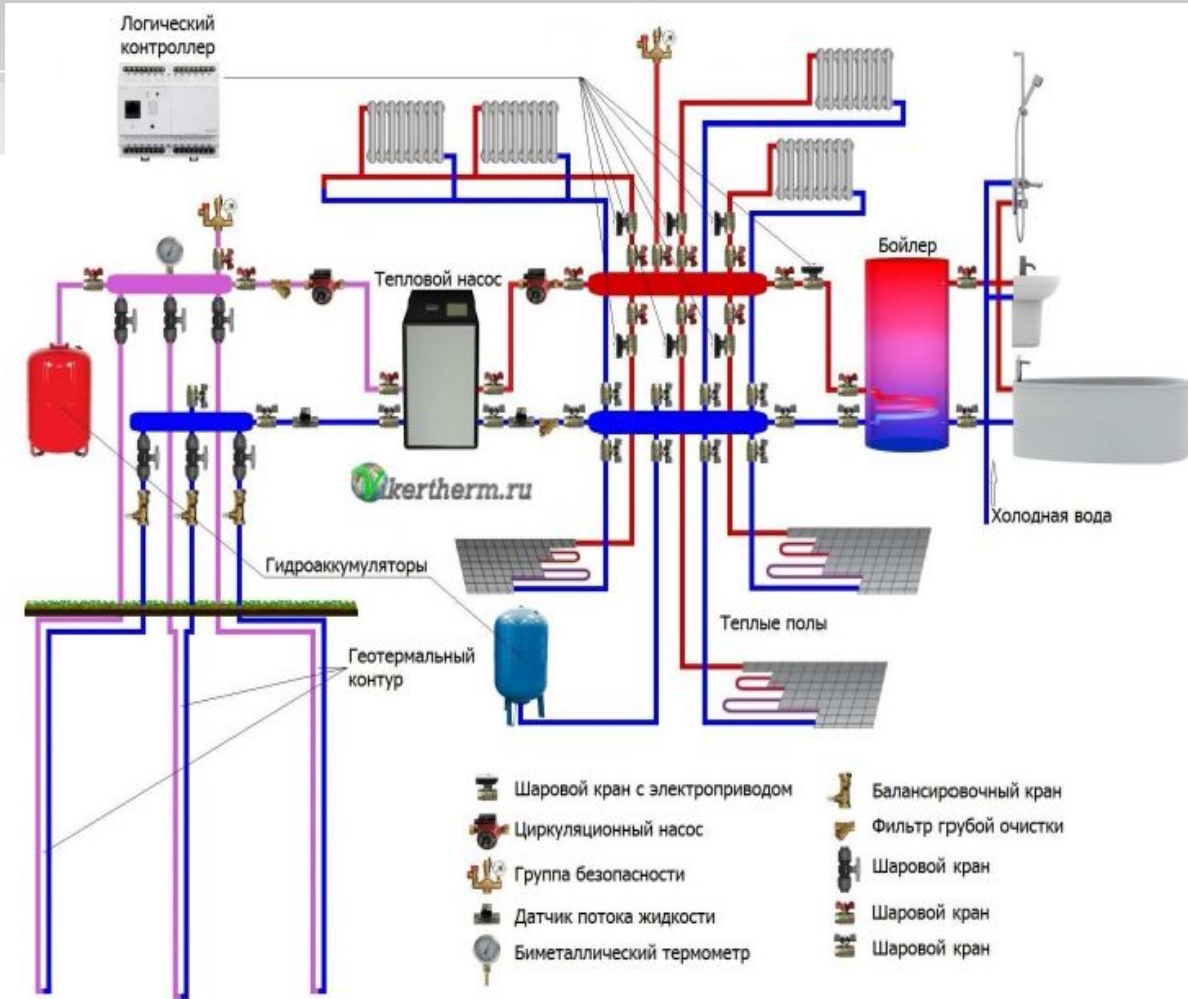 Логический
контроллер
Тепловой насос
Бойлер
Vikertherm.ru
Холодная вода
Гидроаккумуляторы
Теплые полы
Геотермальный
контур
Шаровой кран с электроприводом
Циркуляционный насос
Группа безопасности
Датчик потока жидкости
Биметаллический термометр
Балансировочный кран
Фильтр грубой очистки
Шаровой кран
Шаровой кран
Шаровой кран